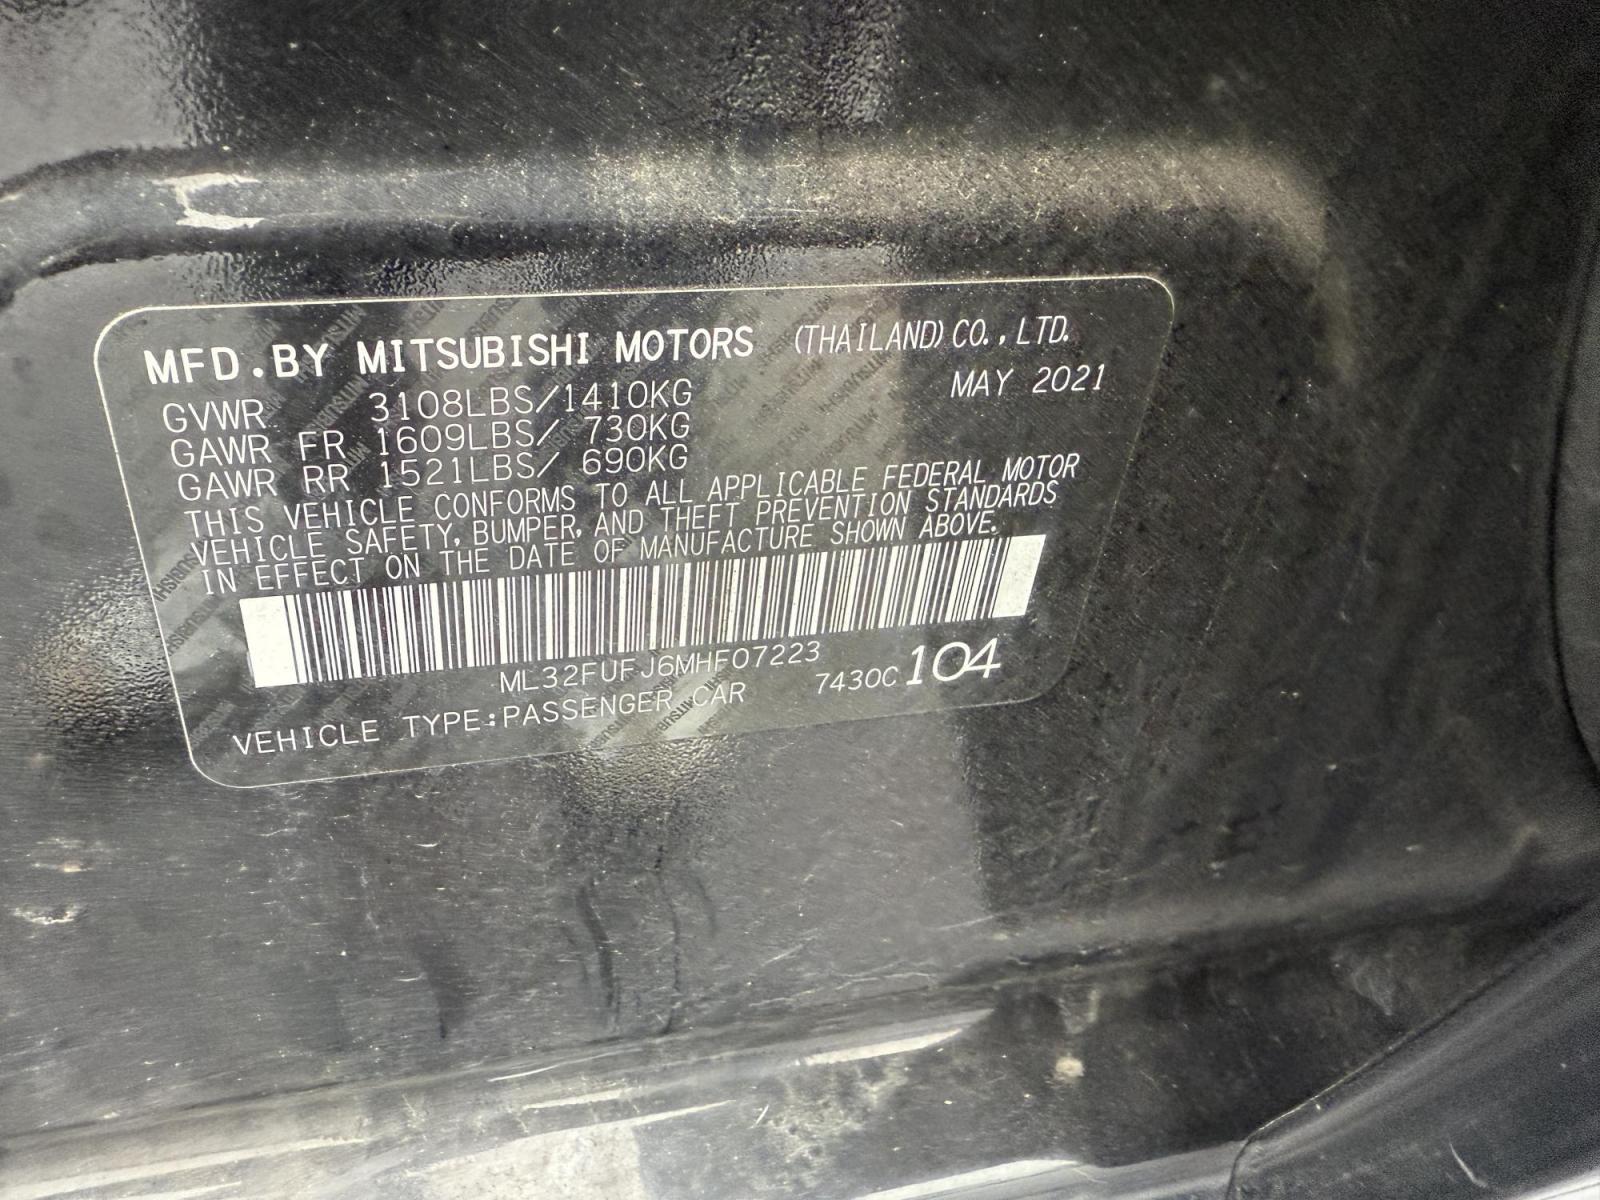 MFD.BY MITSUBISHI MOTORS (THAILAND) CO., LTD.
GVWR 3108LBS/1410KG MAY 2021
GAWR FR 1609LBS/ 730KG
GAWR RR 1521LBS/ 690KG
THIS VEHICLE CONFORMS TO ALL APPLICABLE FEDERAL MOTOR
VEHICLE SAFETY, BUMPER, AND THEFT PREVENTION STANDARDS
IN EFFECT ON THE DATE OF MANUFACTURE SHOWN ABOVE.
ML32FUFJ6MHF07223
VEHICLE TYPE:PASSENGER CAR 7430C 104